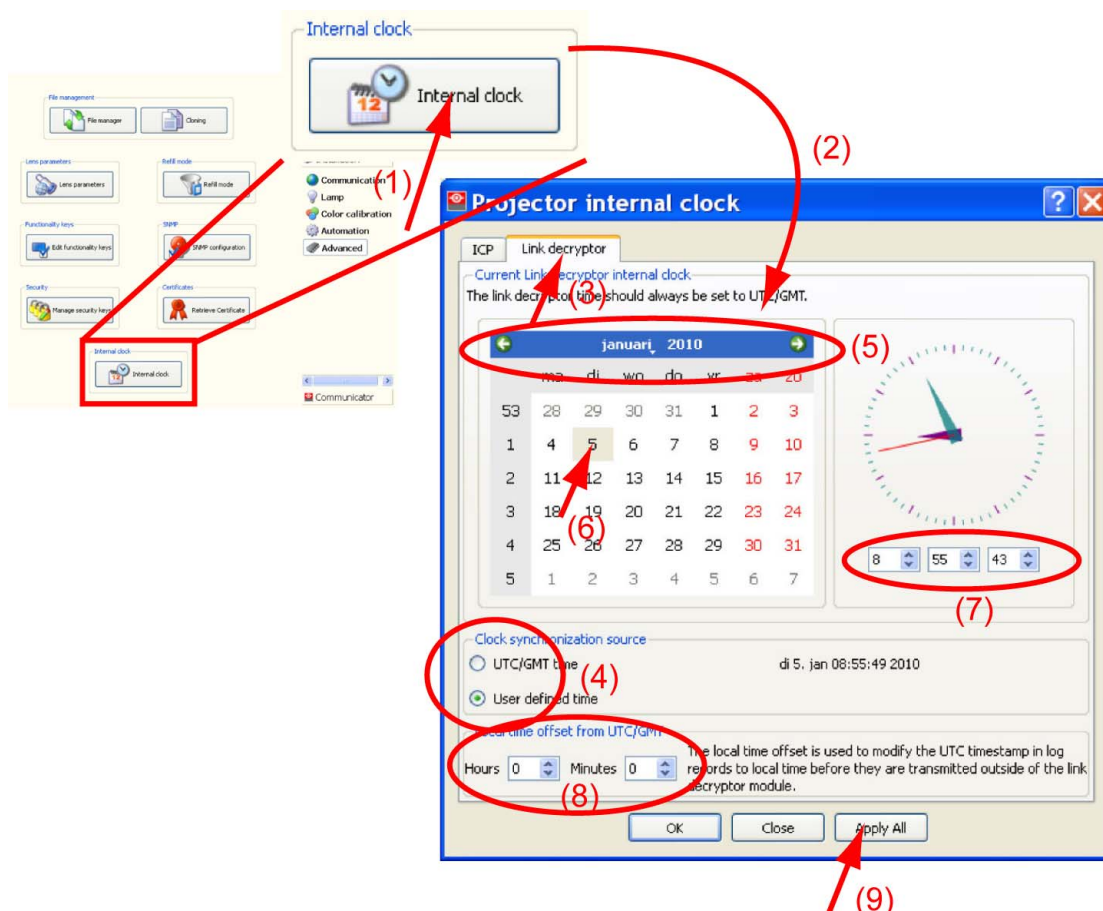 Internal clock
Internal clock
(1)
(2)
File management
File manager
Cloning
Lens parameters
Refill mode
Lens parameters
Refill mode
Functionality keys
SNMP
Edit functionality keys
SNMP configuration
Security
Certificates
Manage security keys
Retrieve Certificate
Internal clock
Internal clock
Communication
Lamp
Color calibration
Automation
Advanced
Communicator
Projector internal clock
ICP
Link decryptor
(3)
Current Link decryptor internal clock
The link decryptor time should always be set to UTC/GMT.
januari, 2010
(5)
ma di wo do vr za zo
53 28 29 30 31 1 2 3
1 4 5 6 7 8 9 10
2 11 12 13 14 15 16 17
3 18 19 20 21 22 23 24
4 25 26 27 28 29 30 31
5 1 2 3 4 5 6 7
(6)
8 55 43
(7)
Clock synchronization source
UTC/GMT time
di 5. jan 08:55:49 2010
(4)
User defined time
Local time offset from UTC/GMT
Hours 0 Minutes 0
(8)
The local time offset is used to modify the UTC timestamp in log
records to local time before they are transmitted outside of the link
decryptor module.
OK
Close
Apply All
(9)